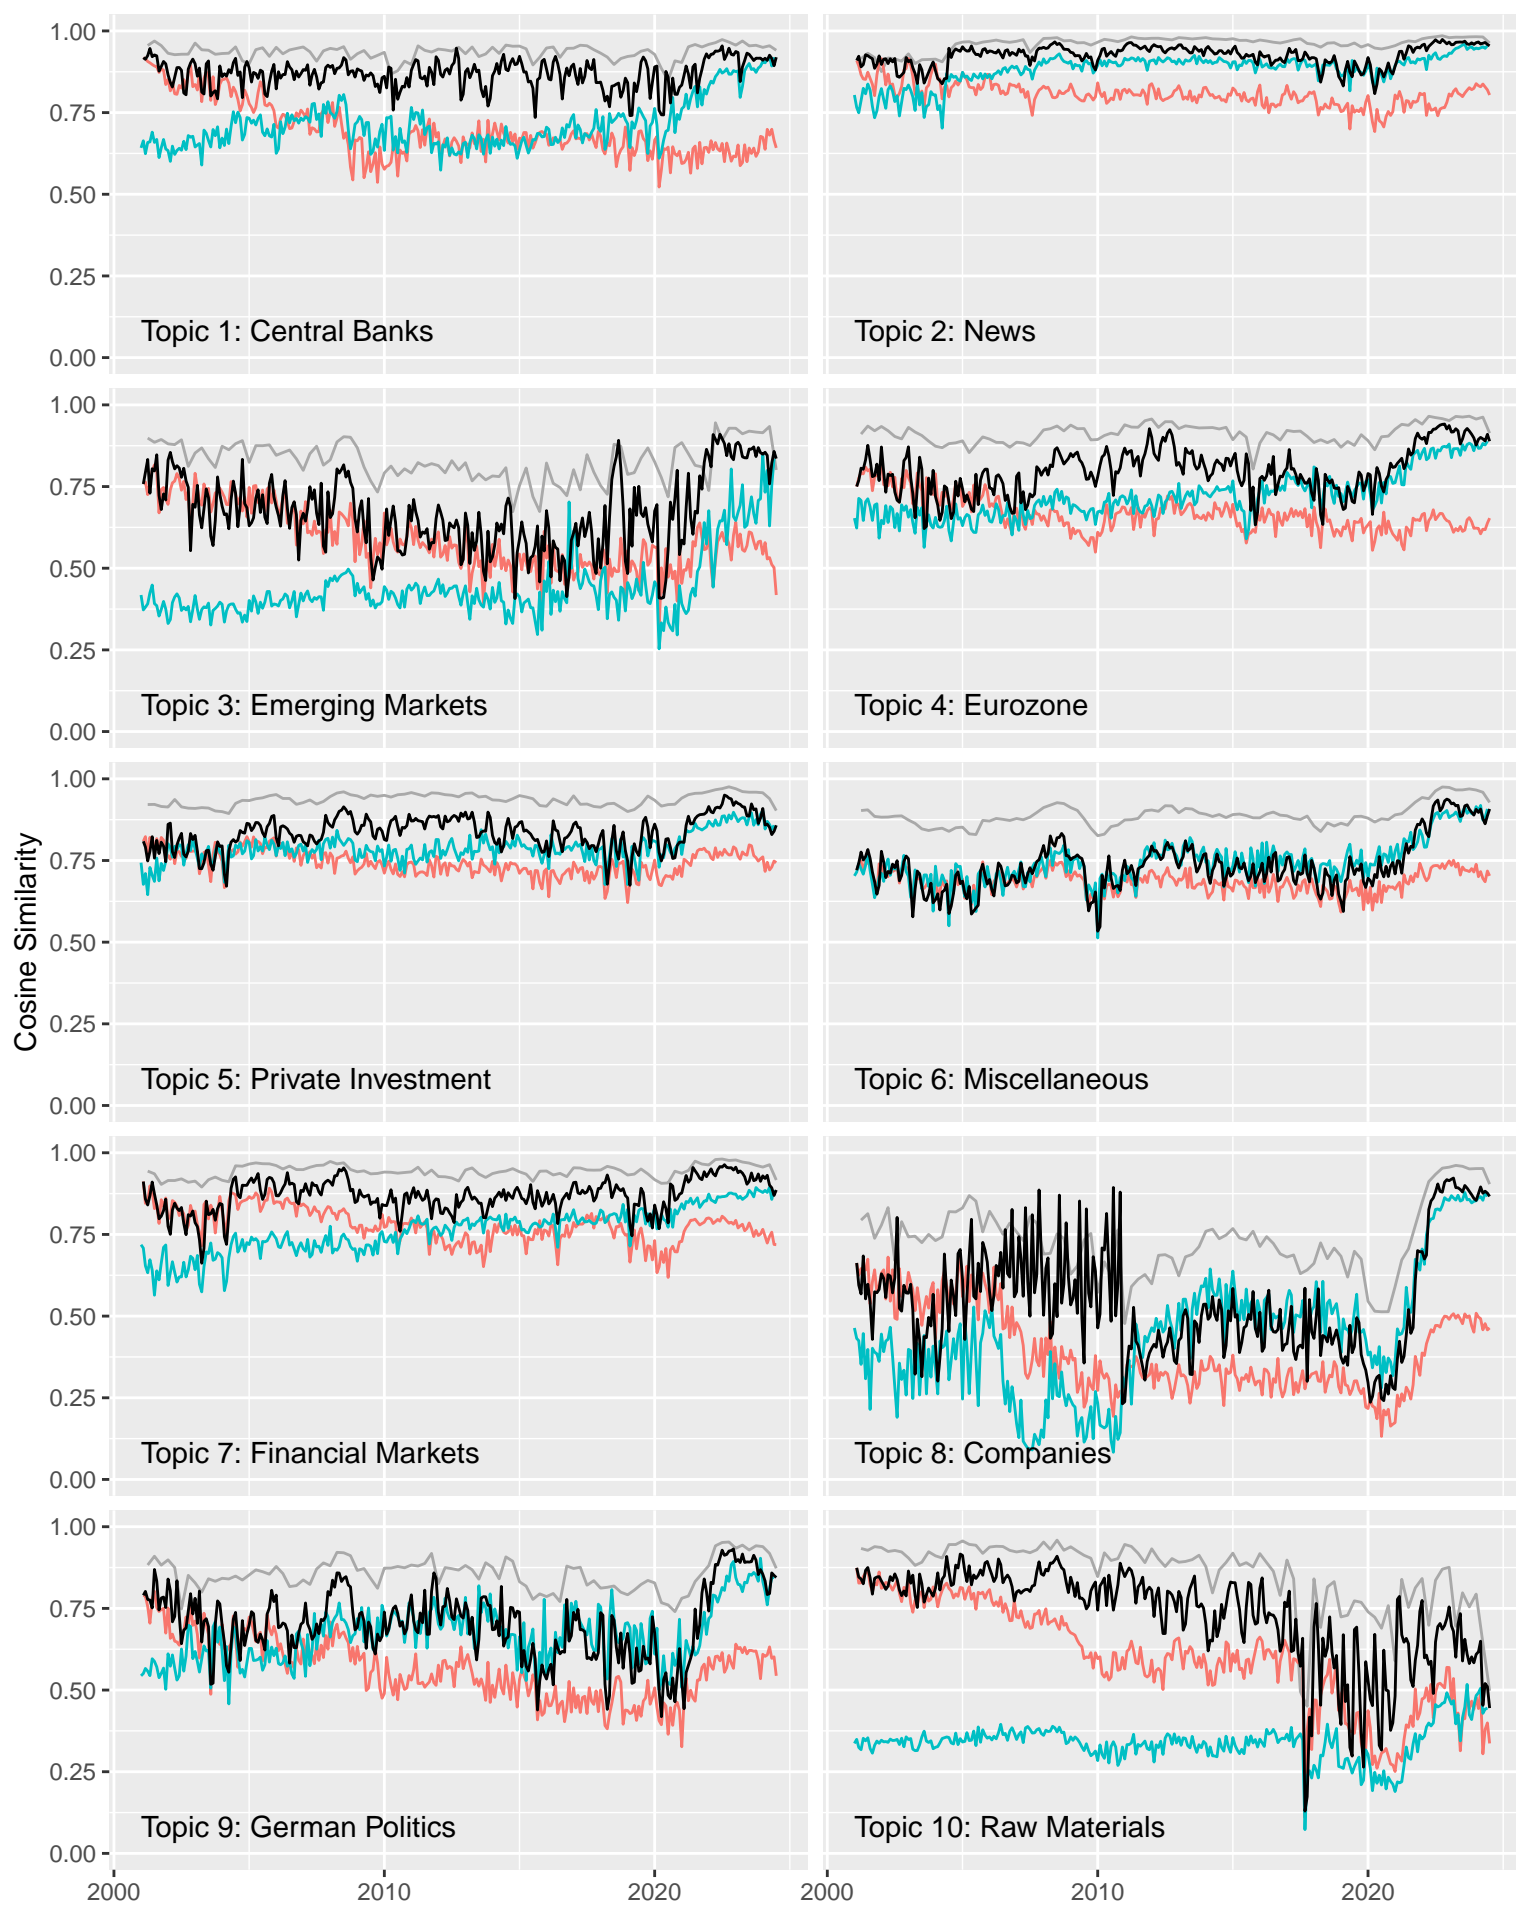 1.00
0.75
0.50
0.25
0.00
Topic 1: Central Banks
Topic 2: News
1.00
0.75
0.50
0.25
0.00
Topic 3: Emerging Markets
Topic 4: Eurozone
Cosine Similarity
1.00
0.75
0.50
0.25
0.00
Topic 5: Private Investment
Topic 6: Miscellaneous
1.00
0.75
0.50
0.25
0.00
Topic 7: Financial Markets
Topic 8: Companies
1.00
0.75
0.50
0.25
0.00
Topic 9: German Politics
Topic 10: Raw Materials
2000 2010 2020 2000 2010 2020